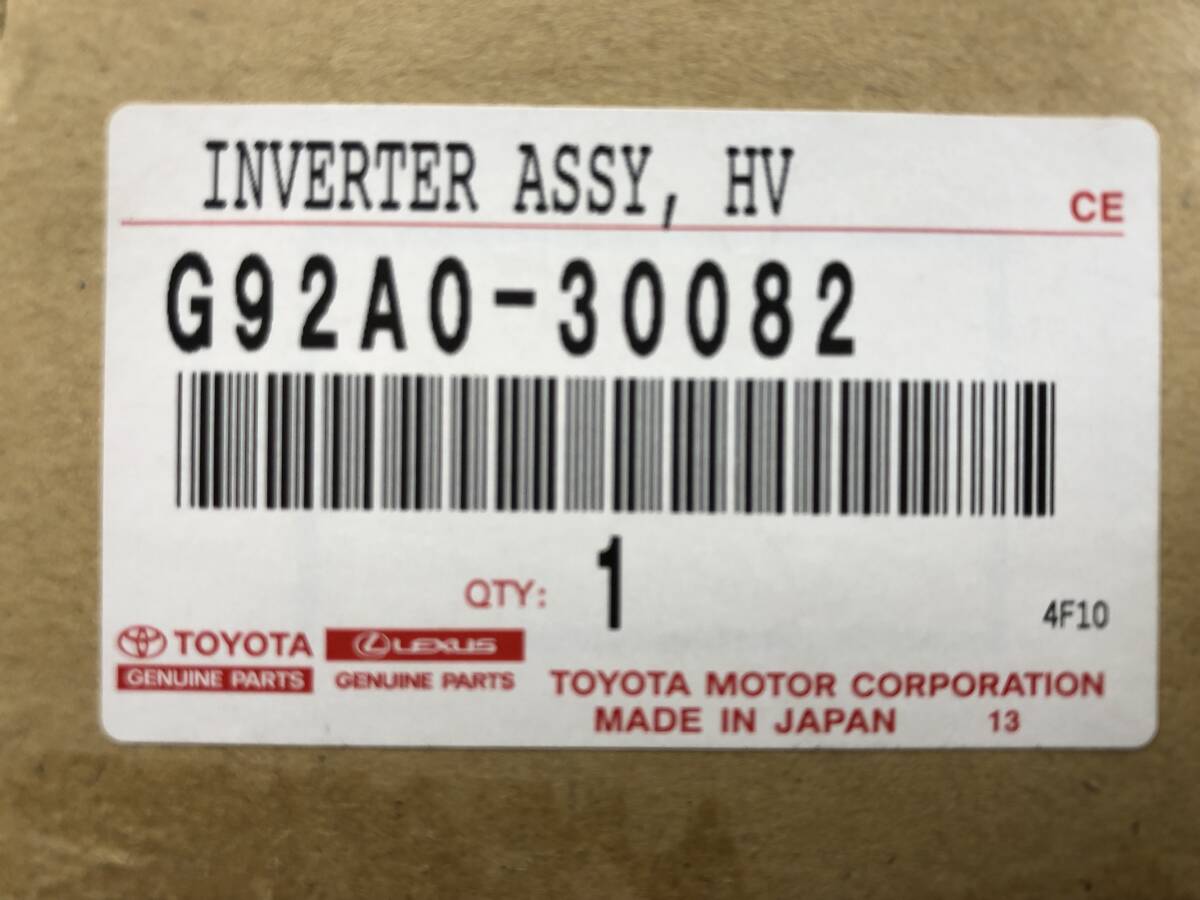 INVERTER ASSY, HV
CE
G92A0-30082
QTY: 1
4F10
TOYOTA LEXUS
GENUINE PARTS GENUINE PARTS
TOYOTA MOTOR CORPORATION
MADE IN JAPAN 13